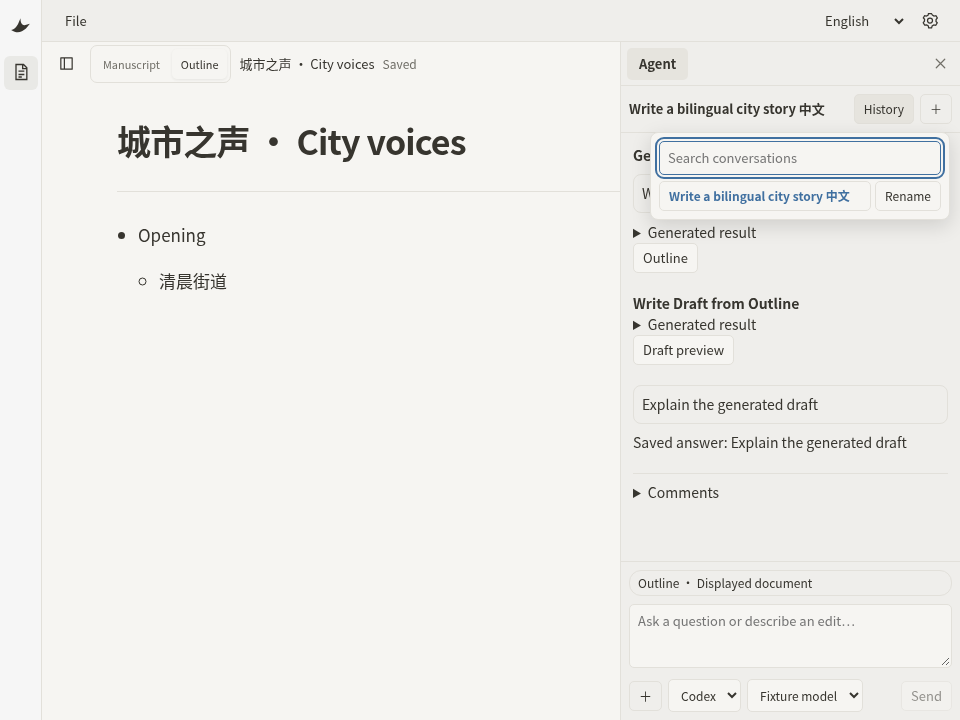 File
English
Manuscript
Outline
城市之声 · City voices
Saved
城市之声 · City voices
Opening
清晨街道
Agent
Write a bilingual city story 中文
History
Search conversations
Write a bilingual city story 中文
Rename
Generated result
Outline
Write Draft from Outline
Generated result
Draft preview
Explain the generated draft
Saved answer: Explain the generated draft
Comments
Outline · Displayed document
Ask a question or describe an edit…
Codex
Fixture model
Send